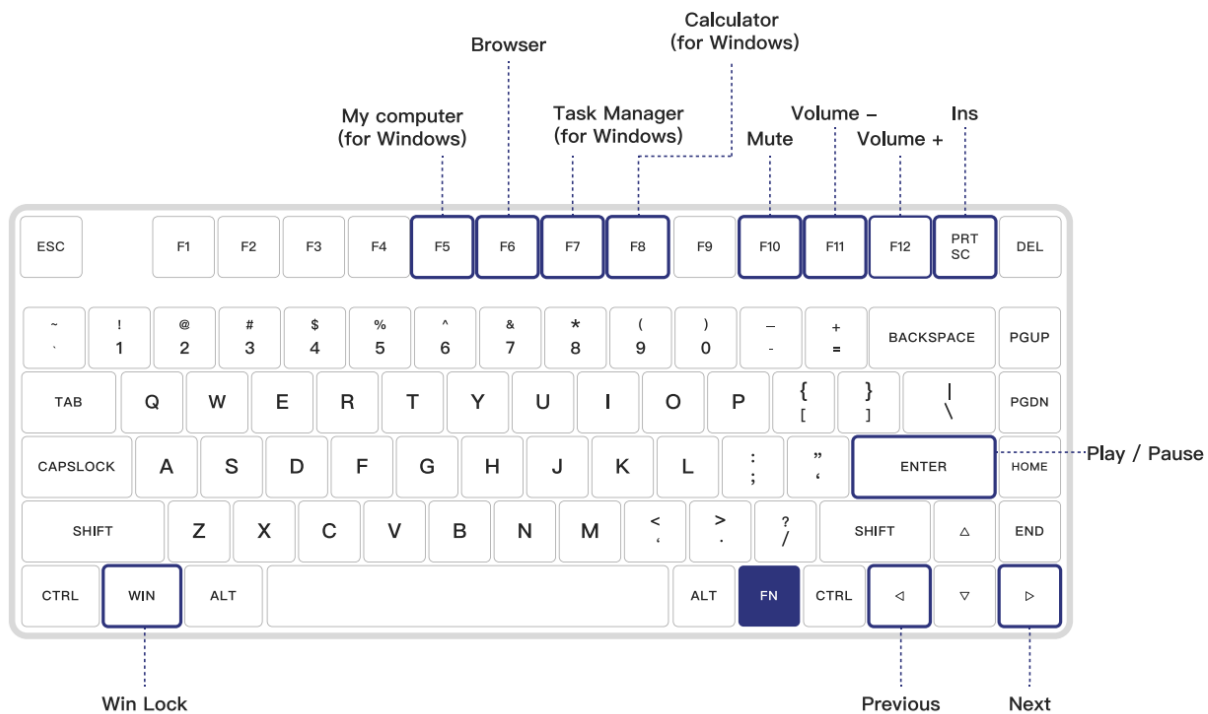 Calculator
(for Windows)
Browser
My computer
(for Windows)
Task Manager
(for Windows)
Volume –
Ins
Mute
Volume +
ESC F1 F2 F3 F4 F5 F6 F7 F8 F9 F10 F11 F12 PRT SC DEL
~ ! @ # $ % ^ & * ( ) — +
` 1 2 3 4 5 6 7 8 9 0 - = BACKSPACE PGUP
TAB Q W E R T Y U I O P { [ } ] | \ PGDN
CAPSLOCK A S D F G H J K L : ; ” ‘ ENTER HOME
Play / Pause
SHIFT Z X C V B N M < ‘ > . ? / SHIFT △ END
CTRL WIN ALT ALT FN CTRL ◁ ▽ ▷
Win Lock
Previous
Next